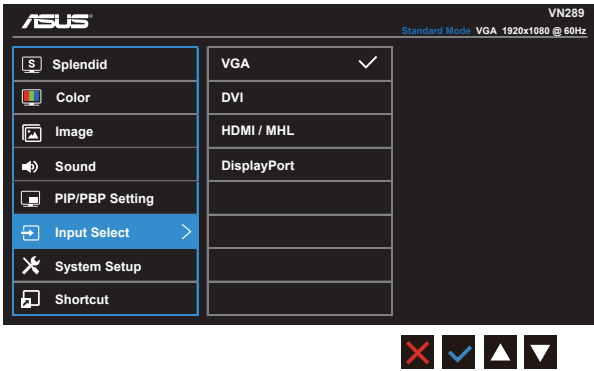 ASUS
VN289
Standard Mode VGA 1920x1080 @ 60Hz
S Splendid
Color
Image
Sound
PIP/PBP Setting
Input Select
System Setup
Shortcut
VGA
DVI
HDMI / MHL
DisplayPort